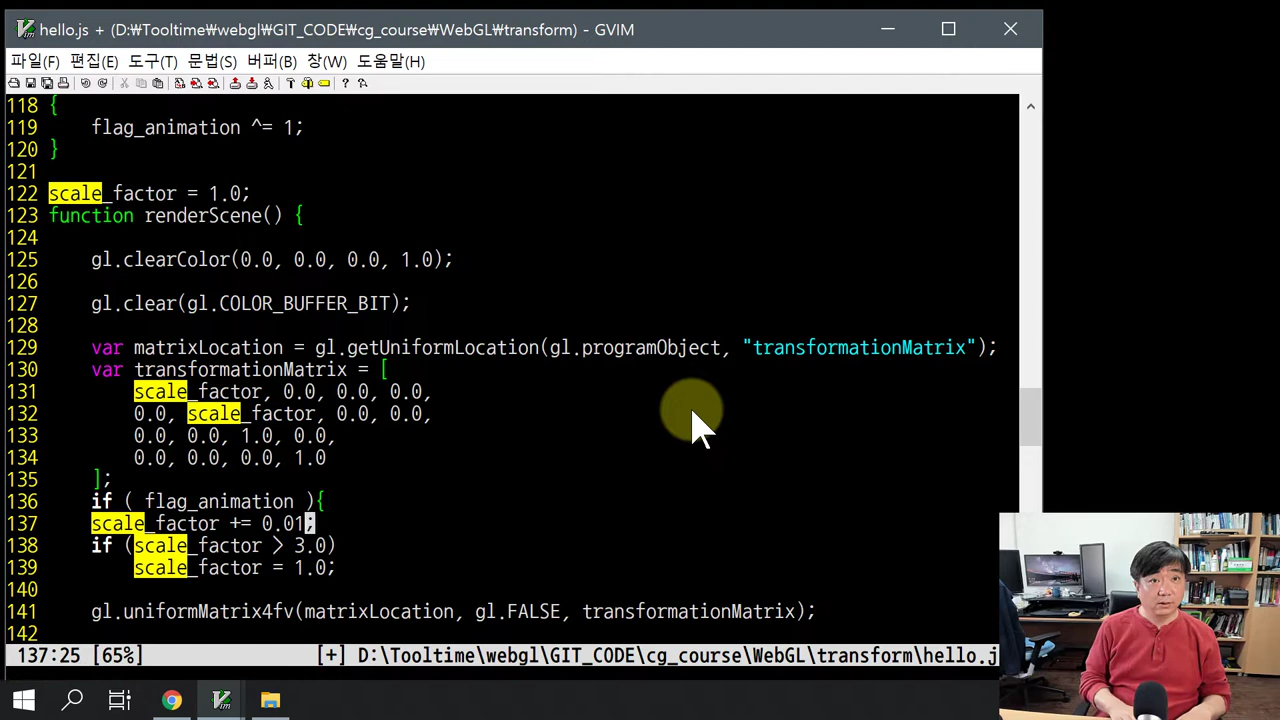 hello.js + (D:₩Tooltime₩webgl₩GIT_CODE₩cg_course₩WebGL₩transform) - GVIM
파일(F) 편집(E) 도구(T) 문법(S) 버퍼(B) 창(W) 도움말(H)
118 {
119     flag_animation ^= 1;
120 }
121
122 scale_factor = 1.0;
123 function renderScene() {
124
125     gl.clearColor(0.0, 0.0, 0.0, 1.0);
126
127     gl.clear(gl.COLOR_BUFFER_BIT);
128
129     var matrixLocation = gl.getUniformLocation(gl.programObject, "transformationMatrix");
130     var transformationMatrix = [
131         scale_factor, 0.0, 0.0, 0.0,
132         0.0, scale_factor, 0.0, 0.0,
133         0.0, 0.0, 1.0, 0.0,
134         0.0, 0.0, 0.0, 1.0
135     ];
136     if ( flag_animation ){
137     scale_factor += 0.01;
138     if (scale_factor > 3.0)
139         scale_factor = 1.0;
140
141     gl.uniformMatrix4fv(matrixLocation, gl.FALSE, transformationMatrix);
142
137:25 [65%] [+] D:\Tooltime\webgl\GIT_CODE\cg_course\WebGL\transform\hello.j